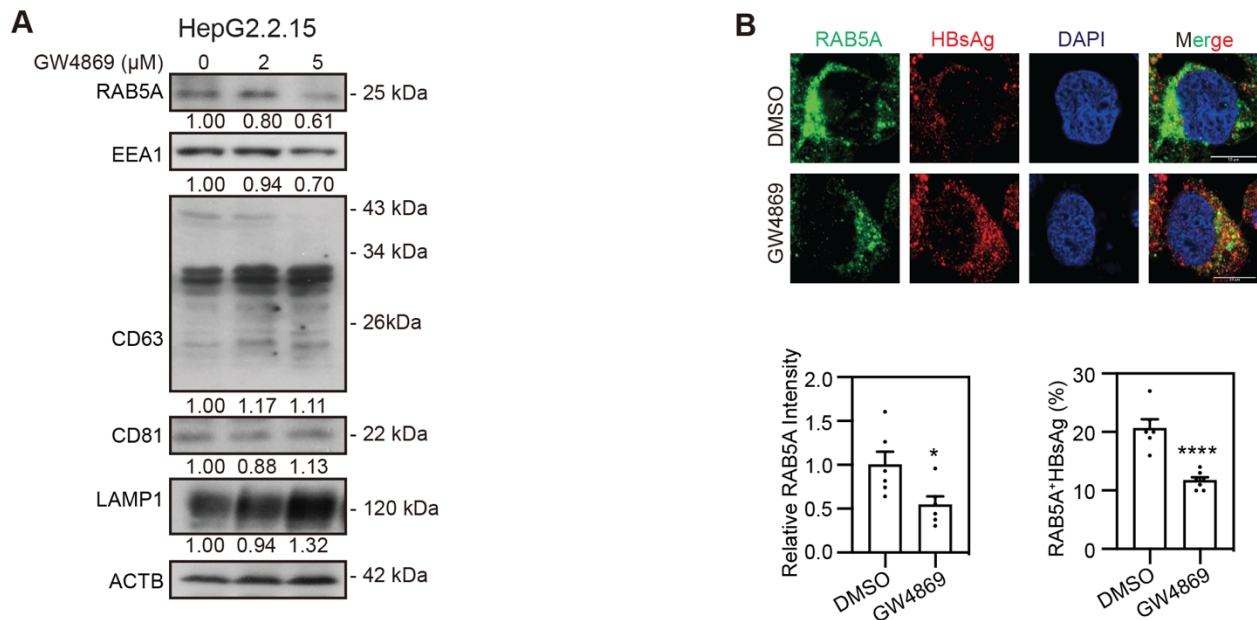 A
HepG2.2.15
GW4869 (μM) 0 2 5
RAB5A - 25 kDa
1.00 0.80 0.61
EEA1
1.00 0.94 0.70
- 43 kDa
- 34 kDa
- 26kDa
CD63
1.00 1.17 1.11
CD81 - 22 kDa
1.00 0.88 1.13
LAMP1 - 120 kDa
1.00 0.94 1.32
ACTB - 42 kDa
B
RAB5A HBsAg DAPI Merge
DMSO
GW4869
Relative RAB5A Intensity
2.0
1.5
1.0
0.5
0.0
*
DMSO
GW4869
RAB5A+HBsAg (%)
30
20
10
0
****
DMSO
GW4869